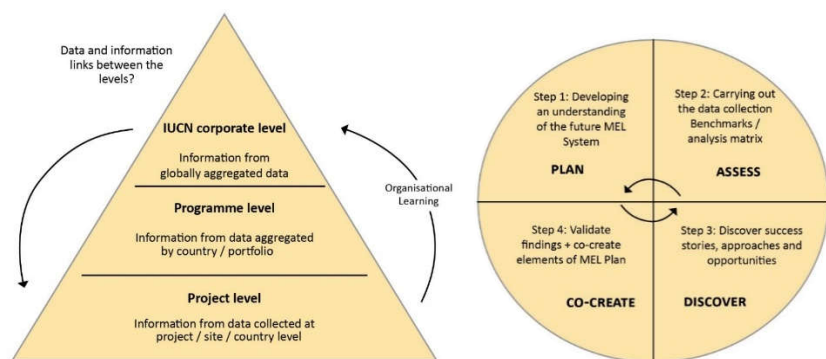 Data and information
links between the
levels?
IUCN corporate level
Information from
globally aggregated data
Programme level
Information from data aggregated
by country / portfolio
Project level
Information from data collected at
project / site / country level
Organisational
Learning
Step 1: Developing
an understanding
of the future MEL
System
PLAN
Step 2: Carrying out
the data collection
Benchmarks /
analysis matrix
ASSESS
Step 4: Validate
findings + co-create
elements of MEL Plan
CO-CREATE
Step 3: Discover success
stories, approaches and
opportunities
DISCOVER